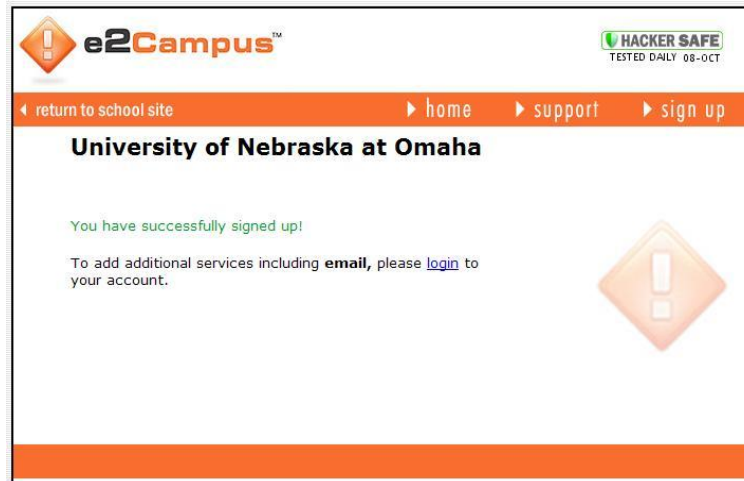 e2Campus™
HACKER SAFE
TESTED DAILY 08-OCT
return to school site
home
support
sign up
University of Nebraska at Omaha
You have successfully signed up!
To add additional services including email, please login to
your account.